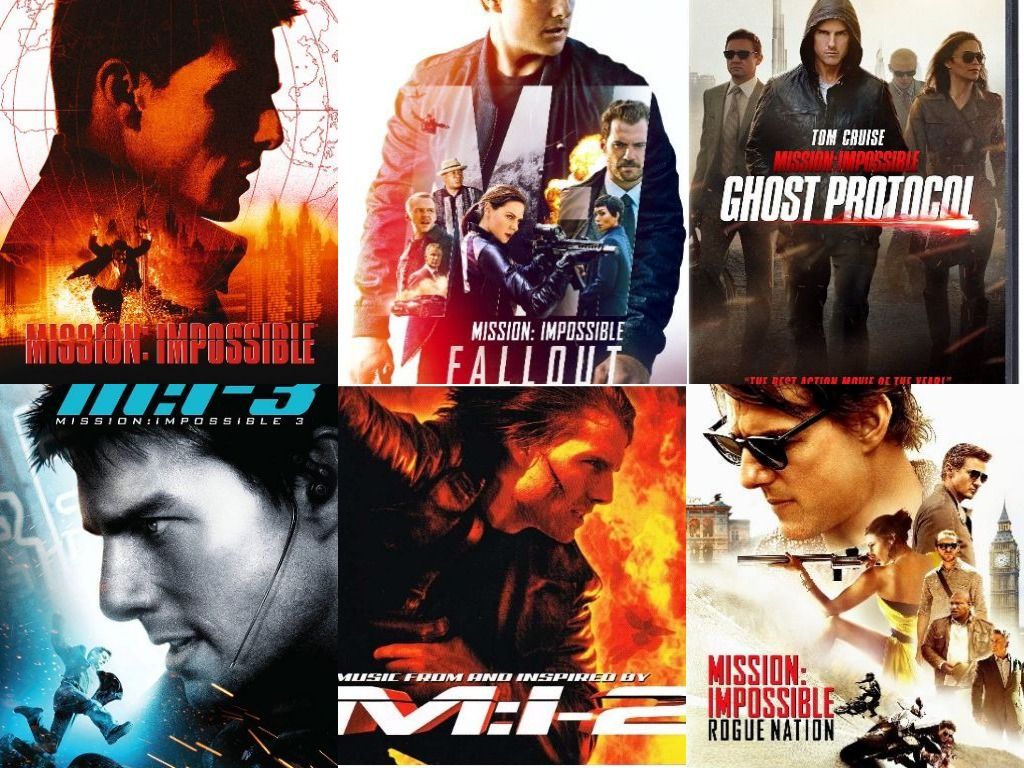 MISSION: IMPOSSIBLE
MISSION: IMPOSSIBLE
FALLOUT
TOM CRUISE
MISSION: IMPOSSIBLE
GHOST PROTOCOL
"THE BEST ACTION MOVIE OF THE YEAR!"
M:i-3
MISSION:IMPOSSIBLE 3
MUSIC FROM AND INSPIRED BY
M:I-2
MISSION:
IMPOSSIBLE
ROGUE NATION